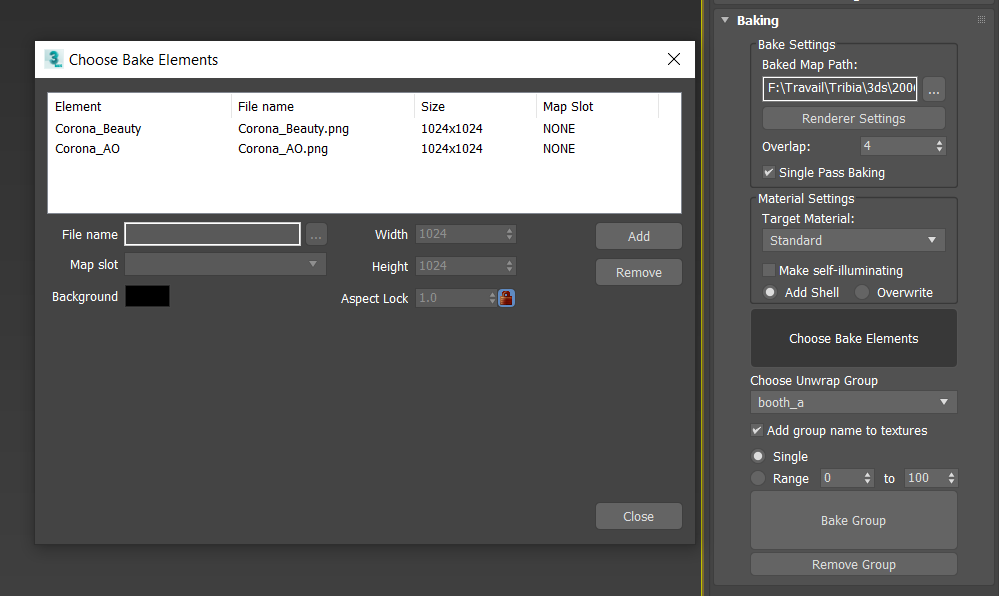 Choose Bake Elements
Element File name Size Map Slot
Corona_Beauty Corona_Beauty.png 1024x1024 NONE
Corona_AO Corona_AO.png 1024x1024 NONE
File name ... Width 1024 Add
Map slot Height 1024 Remove
Background Aspect Lock 1.0
Close
Baking
Bake Settings
Baked Map Path:
F:\Travail\Tribia\3ds\200 ...
Renderer Settings
Overlap: 4
Single Pass Baking
Material Settings
Target Material:
Standard
Make self-illuminating
Add Shell Overwrite
Choose Bake Elements
Choose Unwrap Group
booth_a
Add group name to textures
Single
Range 0 to 100
Bake Group
Remove Group